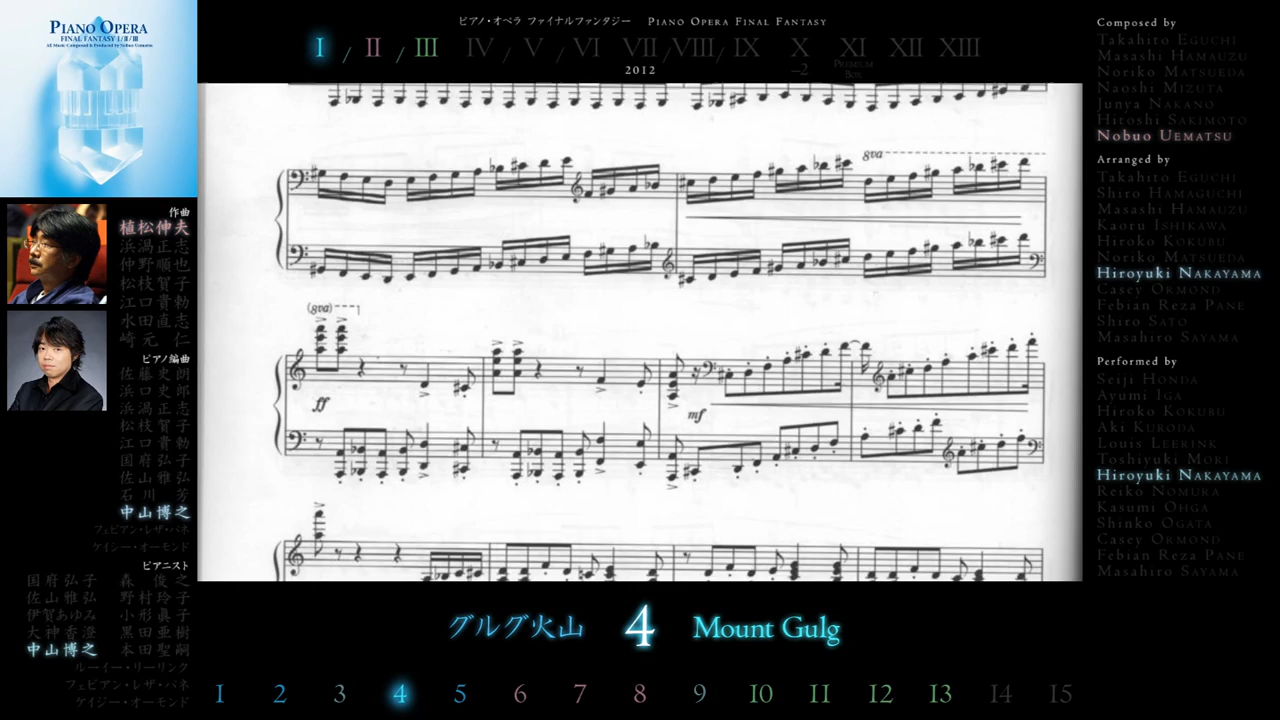 PIANO OPERA
FINAL FANTASY I/II/III
All Music Composed & Produced by Nobuo Uematsu
ピアノ・オペラ ファイナルファンタジー PIANO OPERA FINAL FANTASY
I / II / III IV / V / VI VII / VIII / IX X XI XII XIII
2012
–2
PREMIUM
BOX
作曲
植松伸夫
浜渦正志
仲野順也
松枝賀子
江口貴勅
水田直志
崎元仁
ピアノ編曲
佐藤史朗
浜口史郎
浜渦正志
松枝賀子
江口貴勅
国府弘子
佐山雅弘
石川芳
中山博之
フェビアン・レザ・パネ
ケイシー・オーモンド
ピアニスト
国府弘子 森俊之
佐山雅弘 野村玲子
伊賀あゆみ 小形眞子
大神香澄 黒田亜樹
中山博之 本田聖嗣
ルーイー・リーリンク
フェビアン・レザ・パネ
ケイジー・オーモンド
8va
(8va)
ff
mf
Composed by
Takahito EGUCHI
Masashi HAMAUZU
Noriko MATSUEDA
Naoshi MIZUTA
Junya NAKANO
Hitoshi SAKIMOTO
Nobuo UEMATSU
Arranged by
Takahito EGUCHI
Shiro HAMAGUCHI
Masashi HAMAUZU
Kaoru ISHIKAWA
Hiroko KOKUBU
Noriko MATSUEDA
Hiroyuki NAKAYAMA
Casey ORMOND
Febian Reza PANE
Shiro SATO
Masahiro SAYAMA
Performed by
Seiji HONDA
Ayumi IGA
Hiroko KOKUBU
Aki KURODA
Louis LEERINK
Toshiyuki MORI
Hiroyuki NAKAYAMA
Reiko NOMURA
Kasumi OHGA
Shinko OGATA
Casey ORMOND
Febian Reza PANE
Masahiro SAYAMA
グルグ火山 4 Mount Gulg
1 2 3 4 5 6 7 8 9 10 11 12 13 14 15